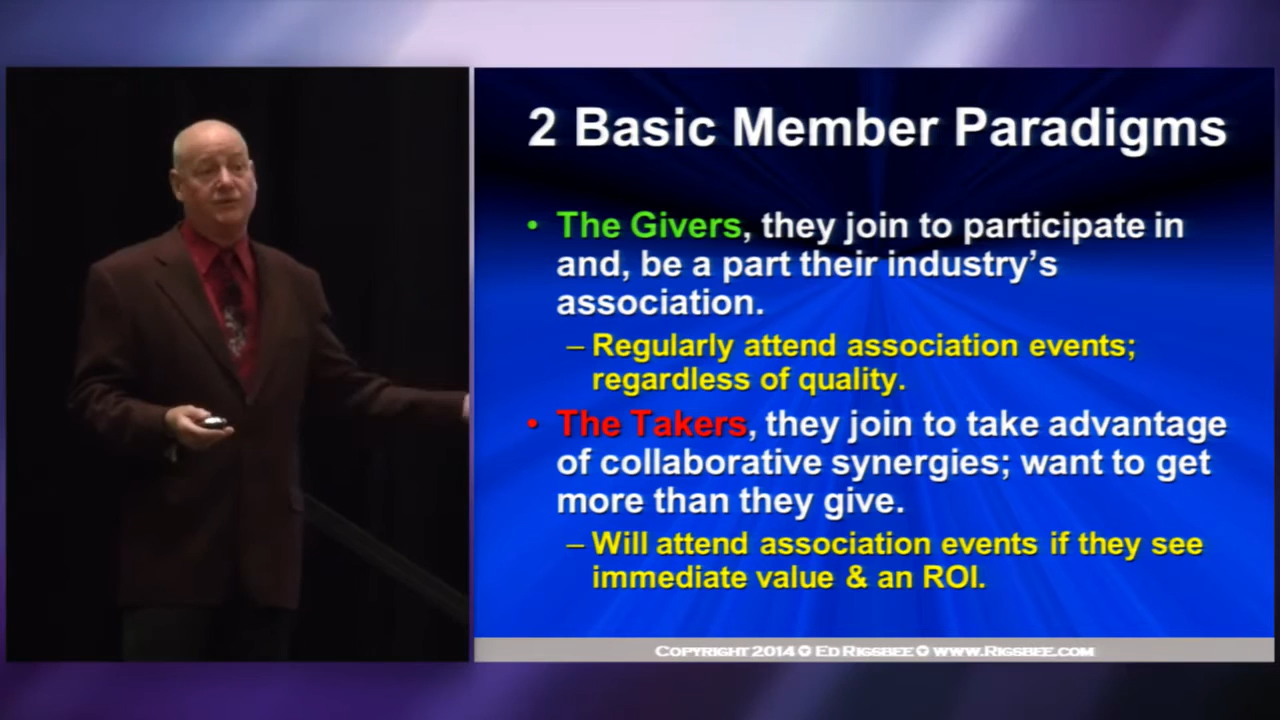 2 Basic Member Paradigms
• The Givers, they join to participate in
and, be a part their industry's
association.
– Regularly attend association events;
regardless of quality.
• The Takers, they join to take advantage
of collaborative synergies; want to get
more than they give.
– Will attend association events if they see
immediate value & an ROI.
Copyright 2014 © Ed Rigsbee © www.Rigsbee.com